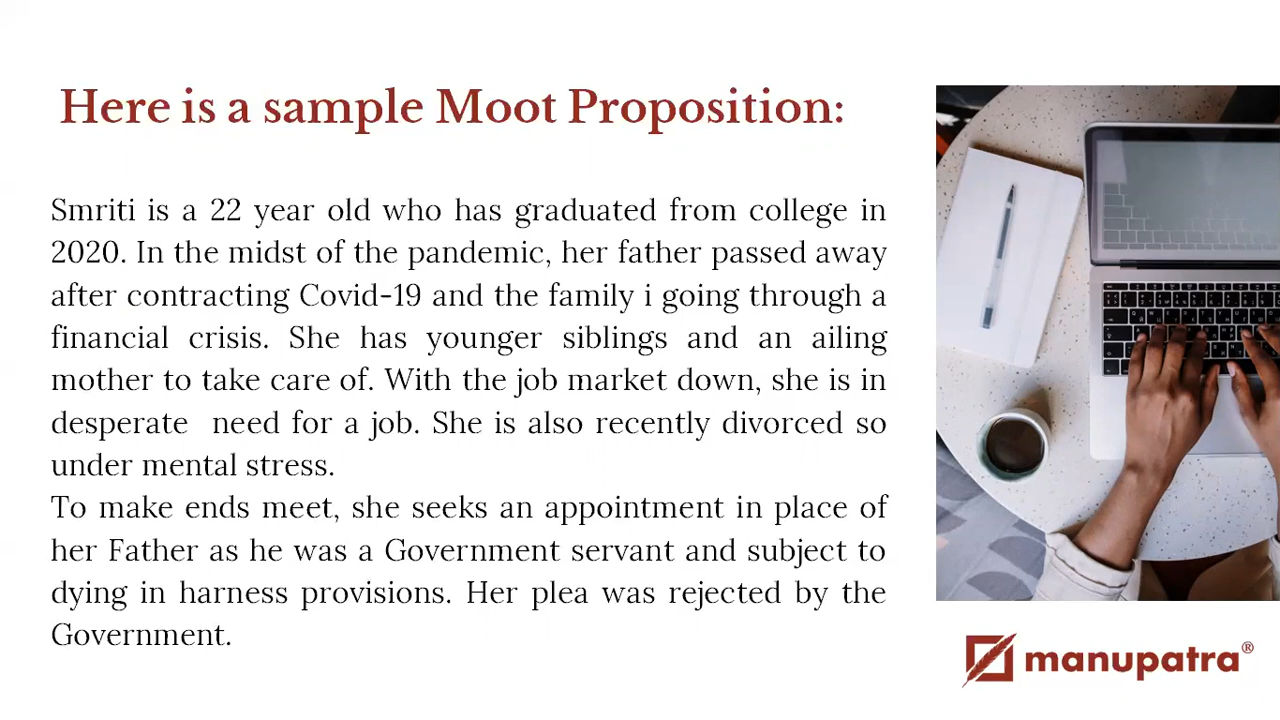 Here is a sample Moot Proposition:
Smriti is a 22 year old who has graduated from college in
2020. In the midst of the pandemic, her father passed away
after contracting Covid-19 and the family i going through a
financial crisis. She has younger siblings and an ailing
mother to take care of. With the job market down, she is in
desperate need for a job. She is also recently divorced so
under mental stress.
To make ends meet, she seeks an appointment in place of
her Father as he was a Government servant and subject to
dying in harness provisions. Her plea was rejected by the
Government.
manupatra®